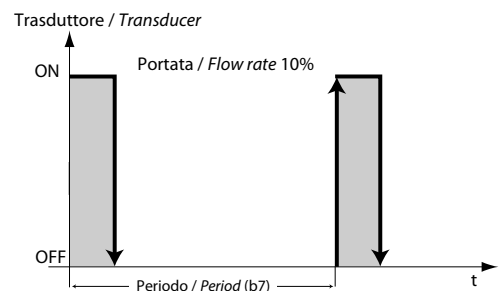 Trasduttore / Transducer
ON
Portata / Flow rate 10%
OFF
t
Periodo / Period (b7)